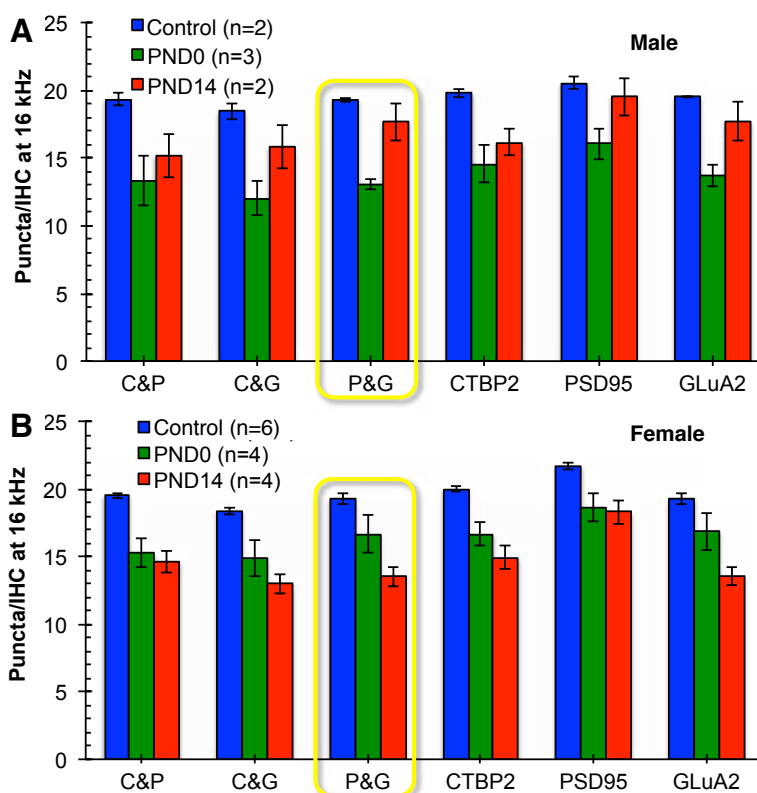 A
Puncta/IHC at 16 kHz
25
20
15
10
5
0
Control (n=2)
PND0 (n=3)
PND14 (n=2)
Male
C&P C&G P&G CTBP2 PSD95 GLuA2
B
Puncta/IHC at 16 kHz
25
20
15
10
5
0
Control (n=6)
PND0 (n=4)
PND14 (n=4)
Female
C&P C&G P&G CTBP2 PSD95 GLuA2